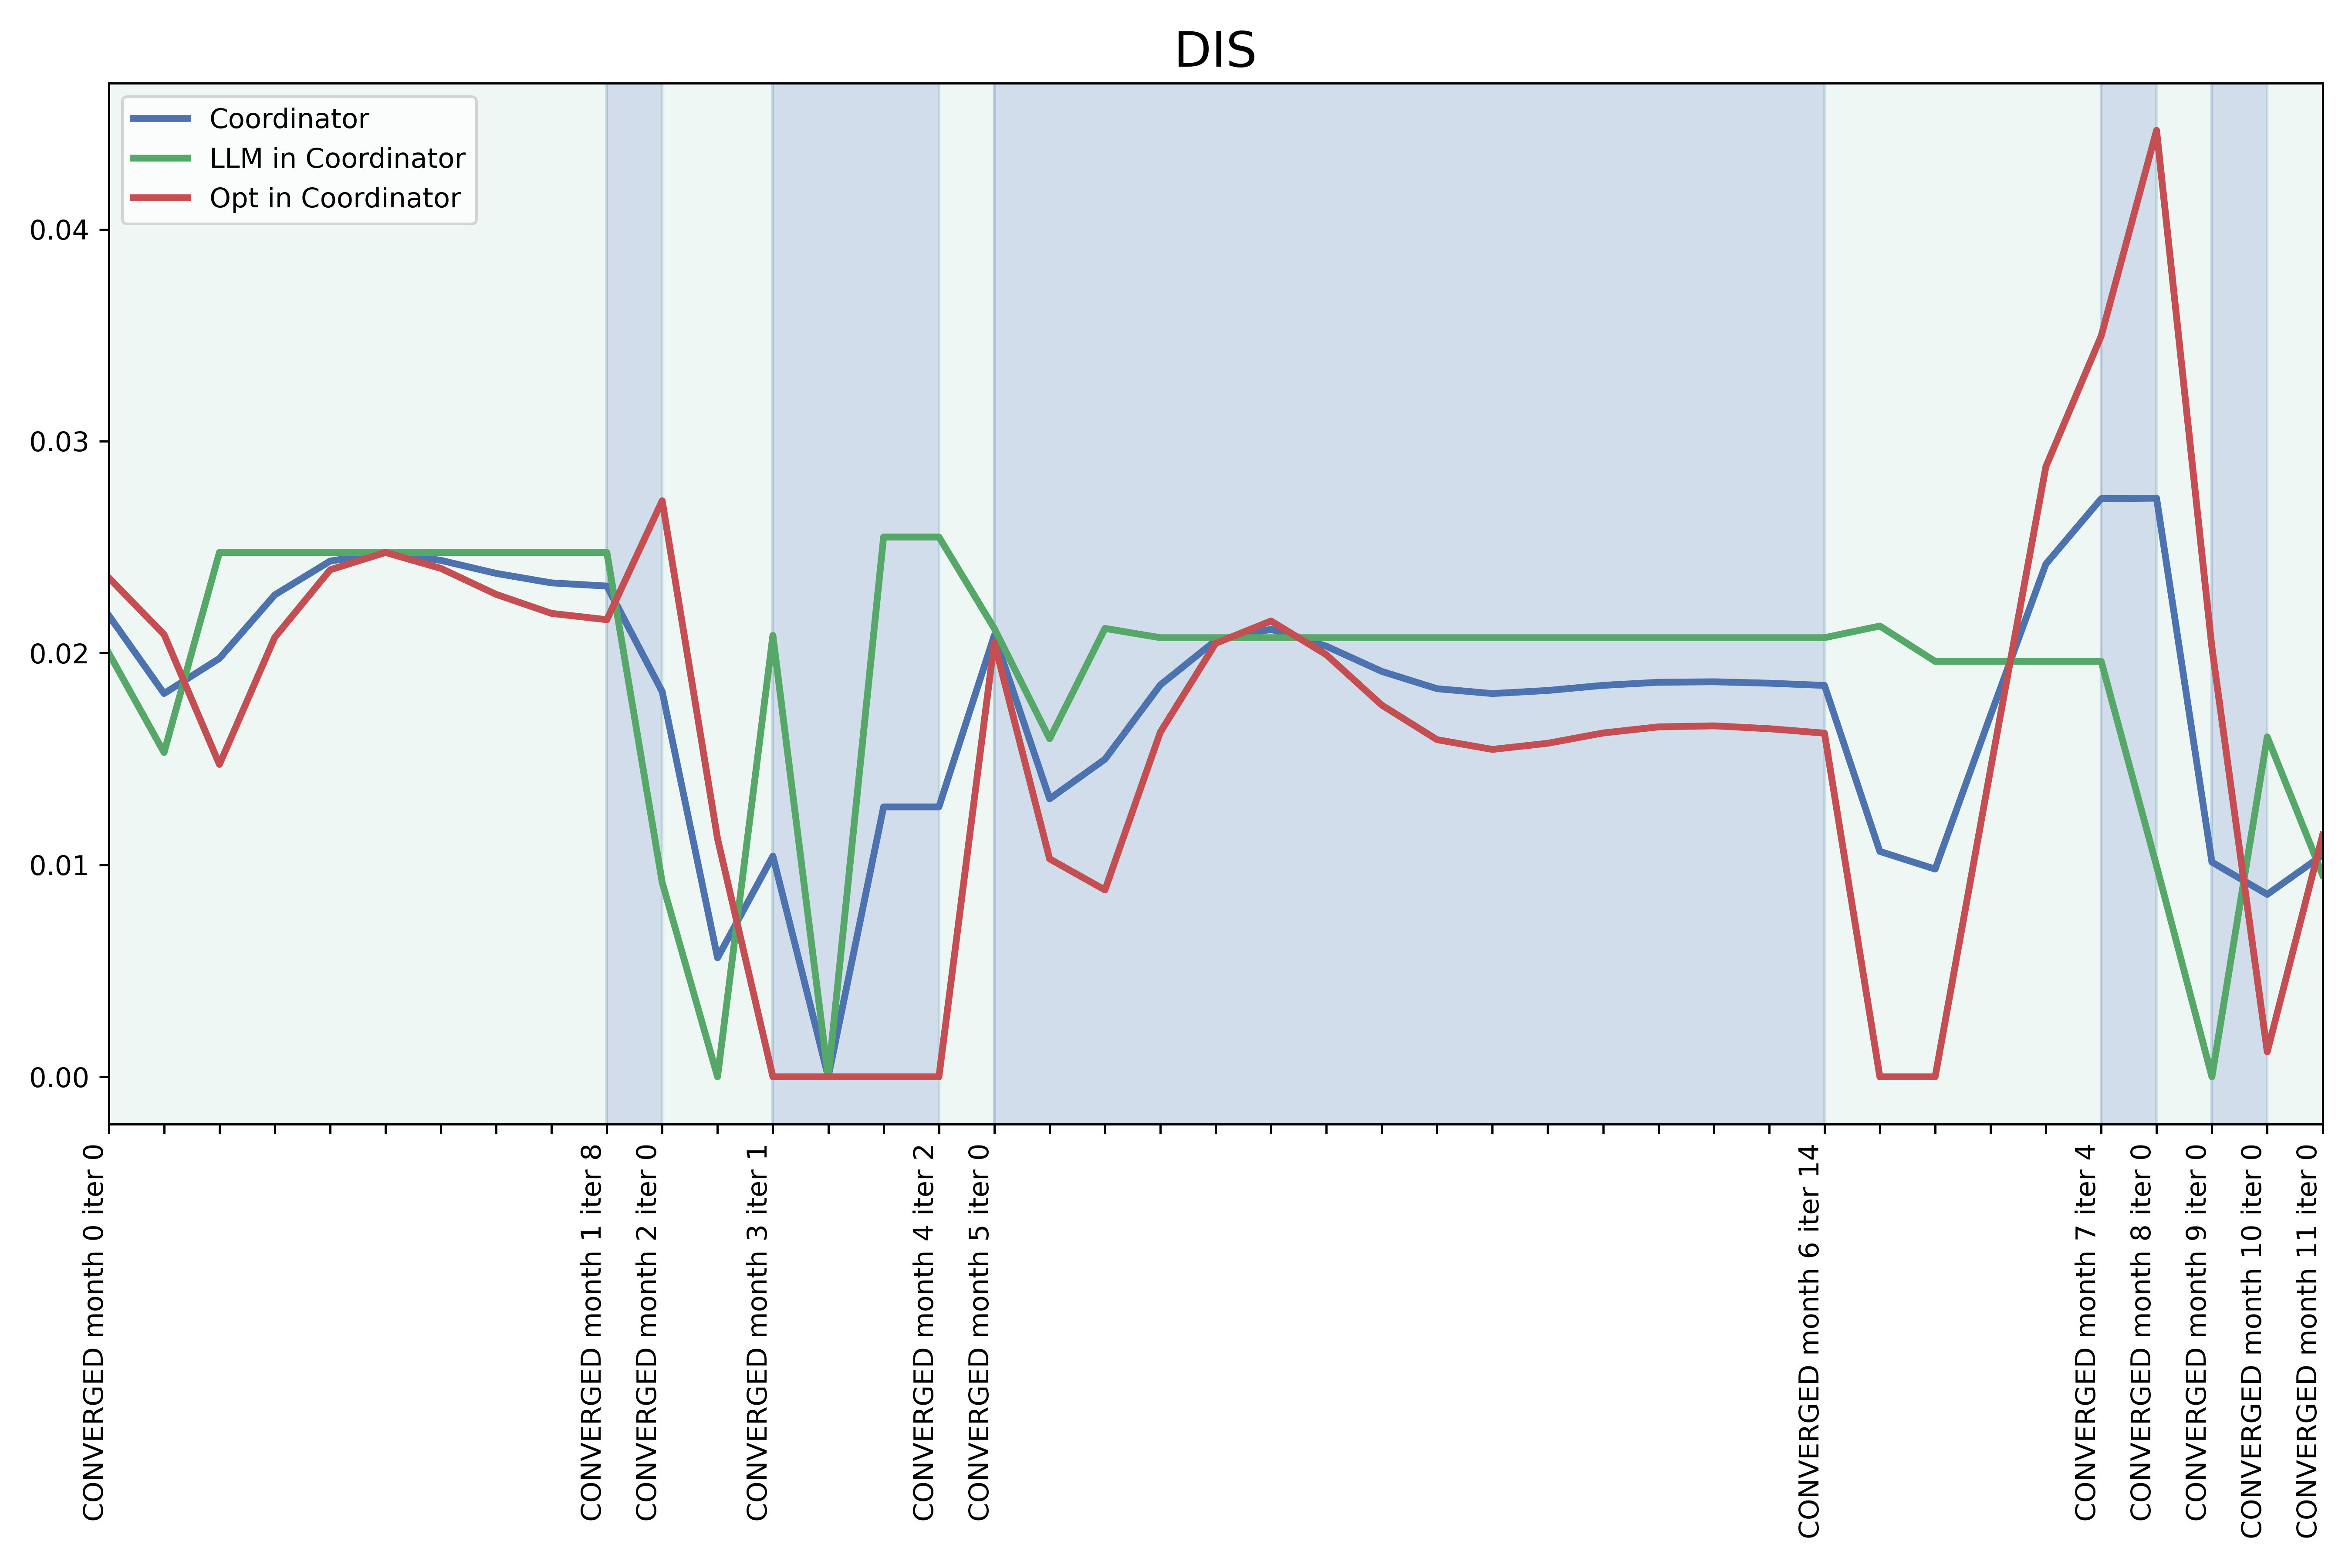 DIS
Coordinator
LLM in Coordinator
Opt in Coordinator
0.04
0.03
0.02
0.01
0.00
CONVERGED month 0 iter 0
CONVERGED month 1 iter 8
CONVERGED month 2 iter 0
CONVERGED month 3 iter 1
CONVERGED month 4 iter 2
CONVERGED month 5 iter 0
CONVERGED month 6 iter 14
CONVERGED month 7 iter 4
CONVERGED month 8 iter 0
CONVERGED month 9 iter 0
CONVERGED month 10 iter 0
CONVERGED month 11 iter 0